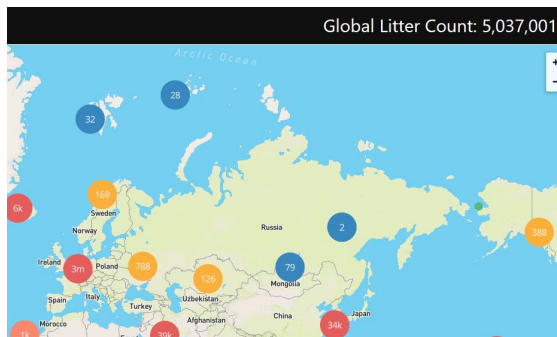 Global Litter Count: 5,037,001
Arctic Ocean
+
28
32
169
6k
Sweden
2
Russia
Norway
388
Ireland
3m
Poland
788
79
126
Mongolia
Spain
Italy
Uzbekistan
Turkey
Morocco
Afghanistan
China
Japan
34k
1k
39k